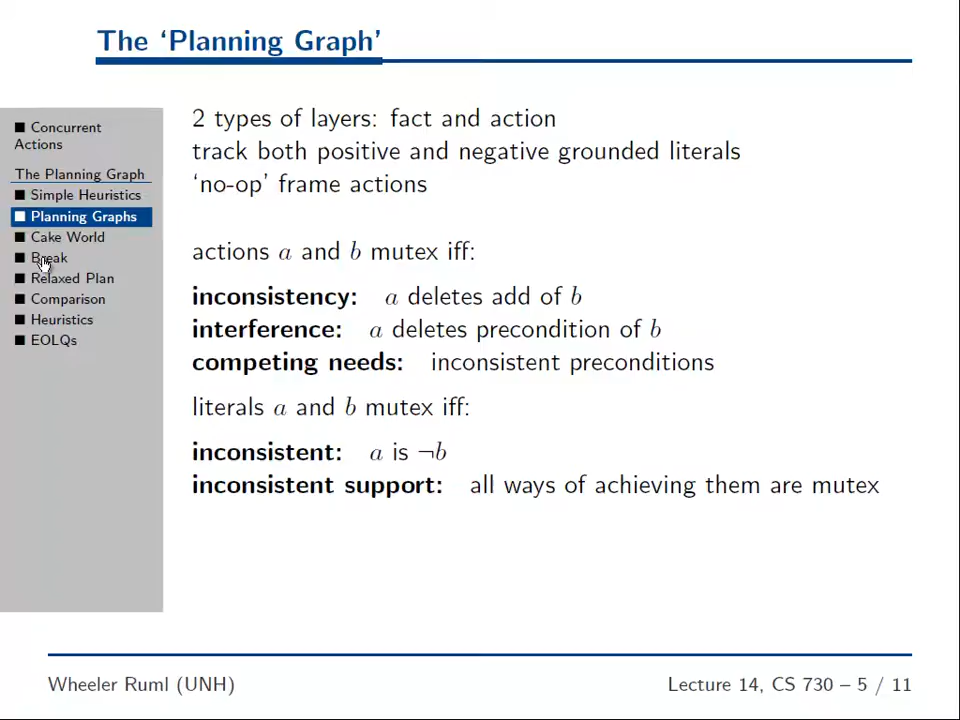 The ‘Planning Graph’
■ Concurrent
Actions
The Planning Graph
■ Simple Heuristics
■ Planning Graphs
■ Cake World
■ Break
■ Relaxed Plan
■ Comparison
■ Heuristics
■ EOLQs
2 types of layers: fact and action
track both positive and negative grounded literals
‘no-op’ frame actions
actions a and b mutex iff:
inconsistency: a deletes add of b
interference: a deletes precondition of b
competing needs: inconsistent preconditions
literals a and b mutex iff:
inconsistent: a is ¬b
inconsistent support: all ways of achieving them are mutex
Wheeler Ruml (UNH)
Lecture 14, CS 730 – 5 / 11